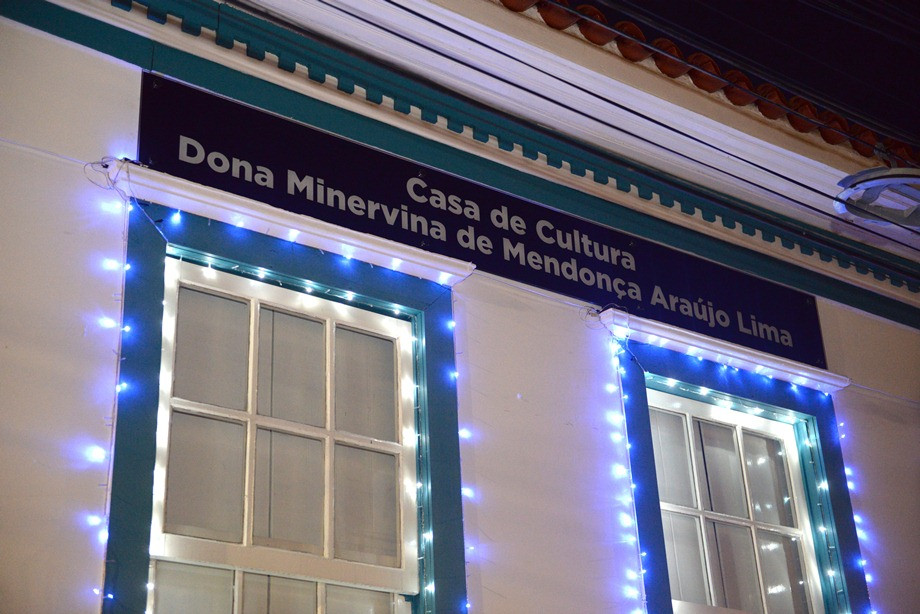 Casa de Cultura
Dona Minervina de Mendonça Araújo Lima